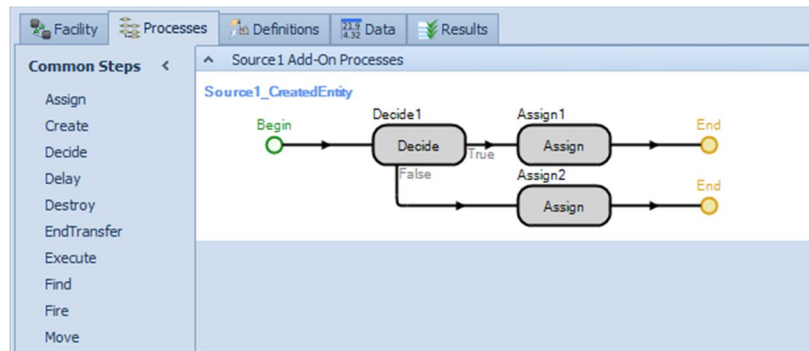 Facility
Processes
Definitions
21.9
4.32
Data
Results
Common Steps <
Assign
Create
Decide
Delay
Destroy
EndTransfer
Execute
Find
Fire
Move
Source1 Add-On Processes
Source1_CreatedEntity
Begin
Decide1
Decide
True
False
Assign1
Assign
End
Assign2
Assign
End